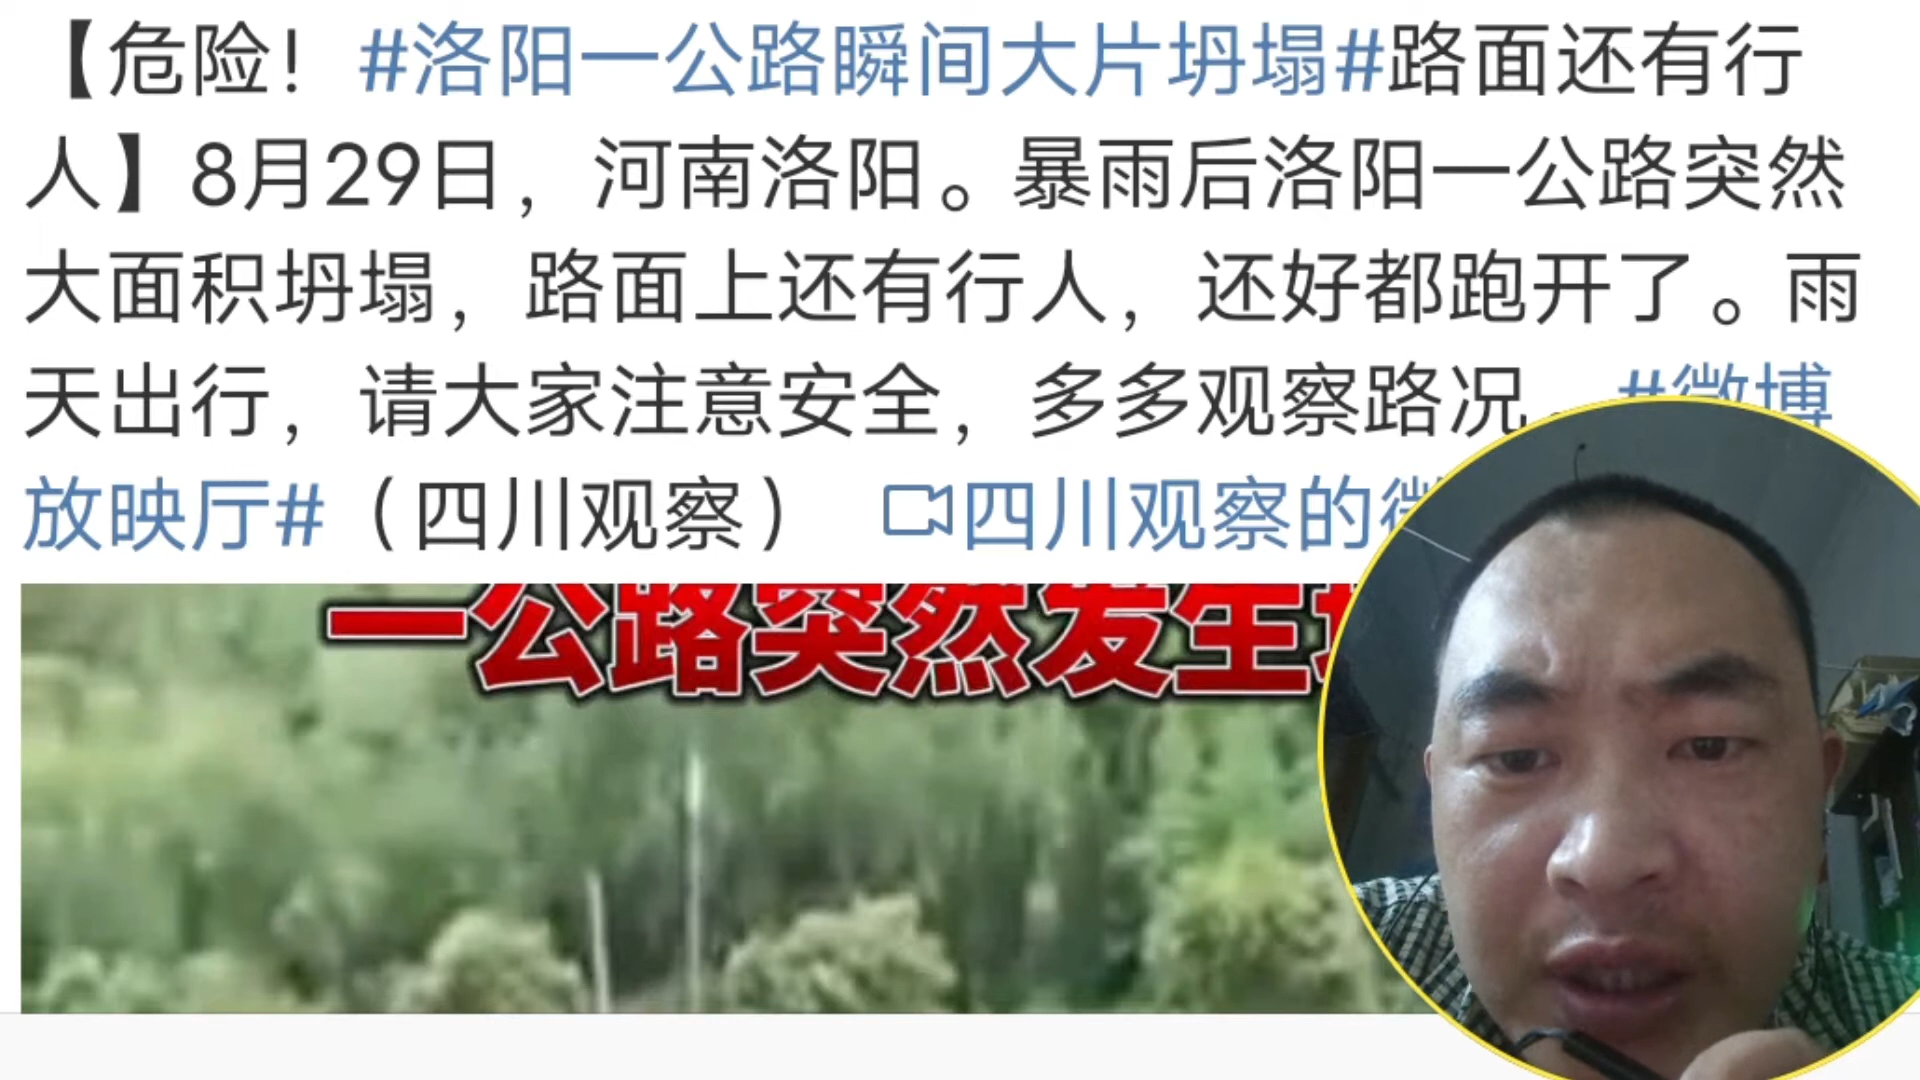 【危险！#洛阳一公路瞬间大片坍塌#路面还有行
人】8月29日，河南洛阳。暴雨后洛阳一公路突然
大面积坍塌，路面上还有行人，还好都跑开了。雨
天出行，请大家注意安全，多多观察路况。#微博
放映厅#（四川观察） 四川观察的微
一公路突然发生